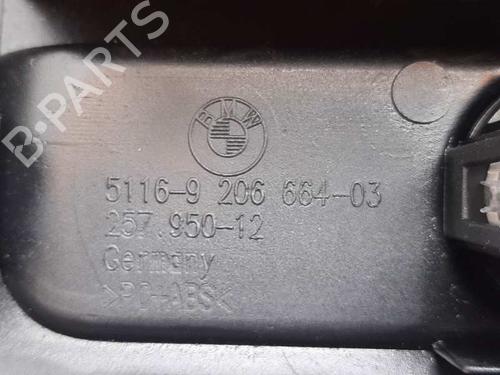 B-PARTS
BMW
5116-9 206 664-03
257.950-12
Germany
>PC-ABS<